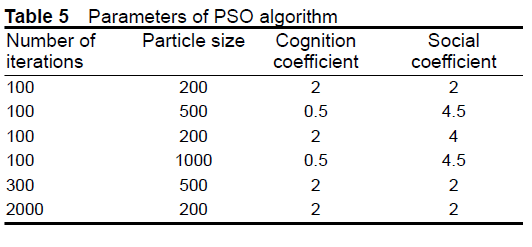 Table 5 Parameters of PSO algorithm
Number of iterations Particle size Cognition coefficient Social coefficient
100 200 2 2
100 500 0.5 4.5
100 200 2 4
100 1000 0.5 4.5
300 500 2 2
2000 200 2 2